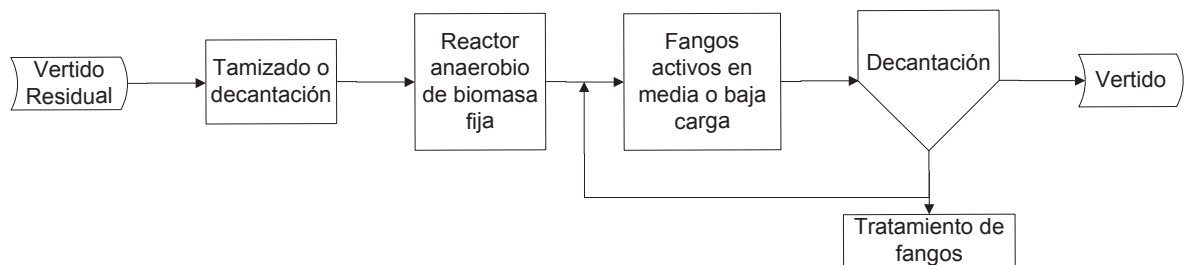 Vertido
Residual
Tamizado o
decantación
Reactor
anaerobio
de biomasa
fija
Fangos
activos en
media o baja
carga
Decantación
Vertido
Tratamiento de
fangos